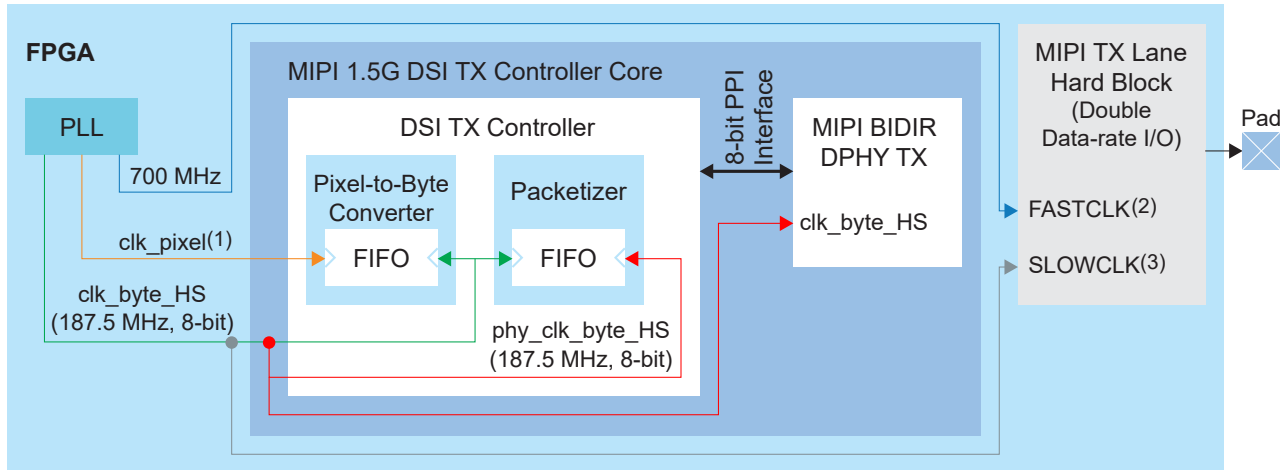 FPGA
PLL
700 MHz
clk_pixel(1)
clk_byte_HS
(187.5 MHz, 8-bit)
MIPI 1.5G DSI TX Controller Core
DSI TX Controller
Pixel-to-Byte
Converter
FIFO
Packetizer
FIFO
phy_clk_byte_HS
(187.5 MHz, 8-bit)
8-bit PPI
Interface
MIPI BIDIR
DPHY TX
clk_byte_HS
MIPI TX Lane
Hard Block
(Double
Data-rate I/O)
FASTCLK(2)
SLOWCLK(3)
Pad